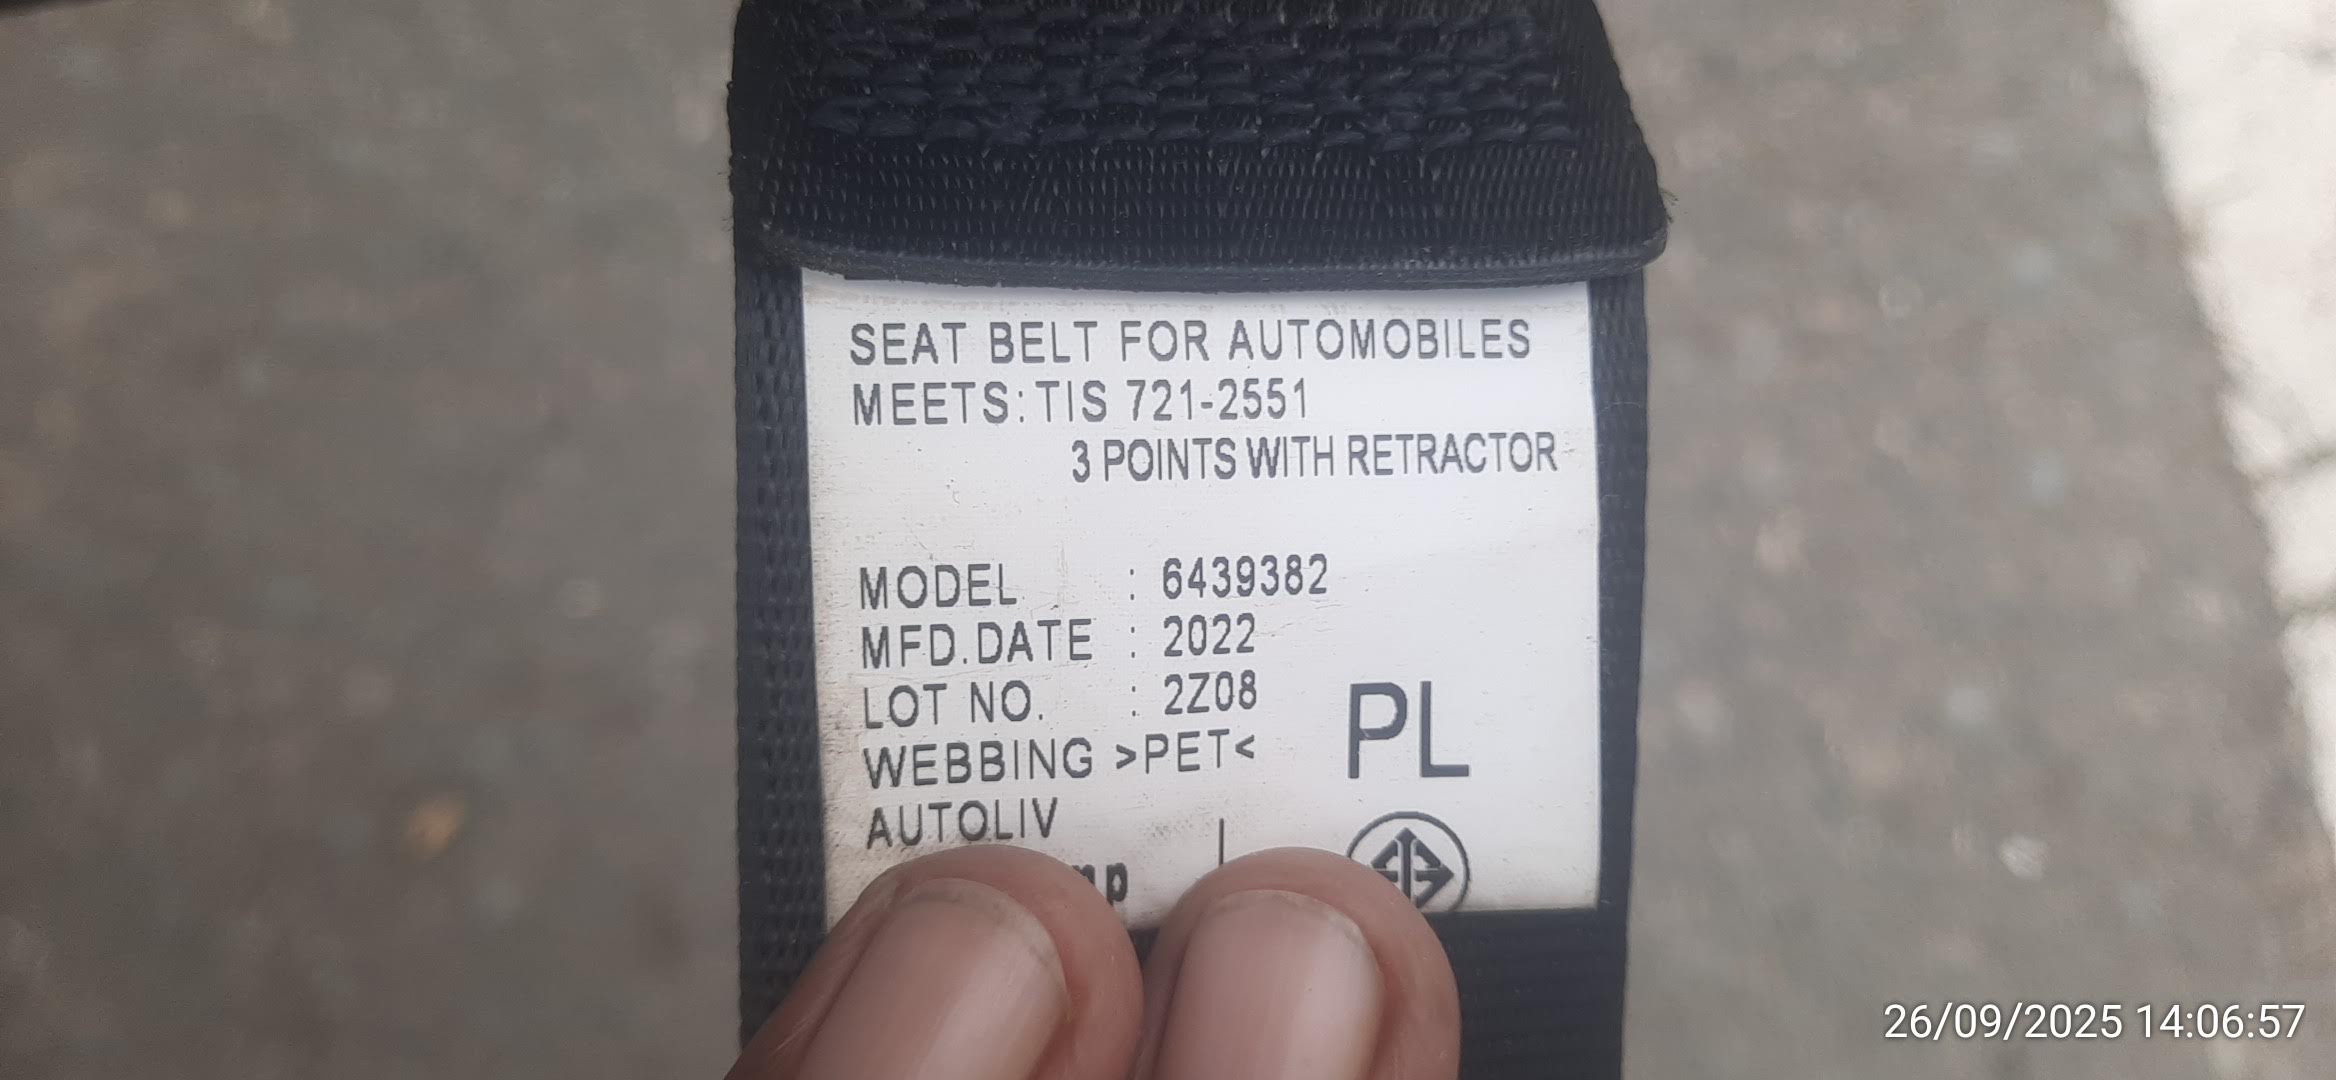 SEAT BELT FOR AUTOMOBILES
MEETS: TIS 721-2551
3 POINTS WITH RETRACTOR
MODEL : 6439382
MFD.DATE : 2022
LOT NO. : 2Z08
WEBBING >PET<
PL
AUTOLIV
26/09/2025 14:06:57